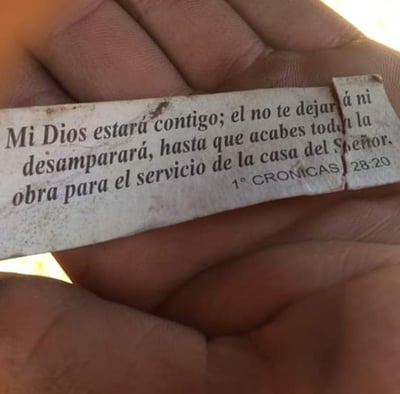 Mi Dios estará contigo; el no te dejará ni
desamparará, hasta que acabes toda la
obra para el servicio de la casa del Señor.
1° CRONICAS 28:20